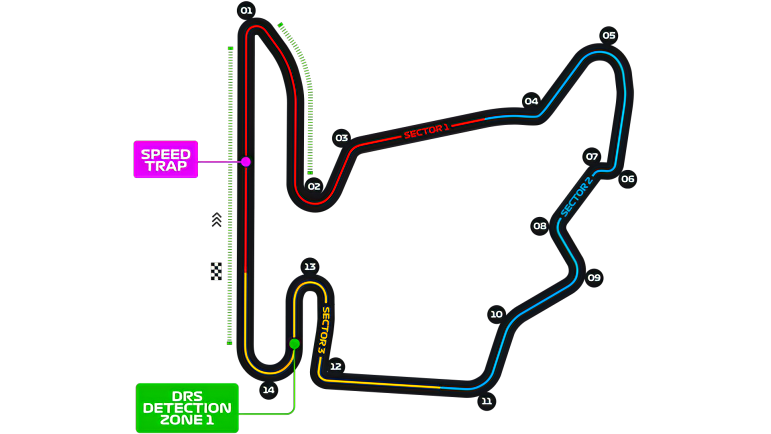 01
05
04
SECTOR 1
03
SPEED
TRAP
07
02
06
SECTOR 2
08
13
09
10
SECTOR 3
12
14
DRS
DETECTION
ZONE 1
11